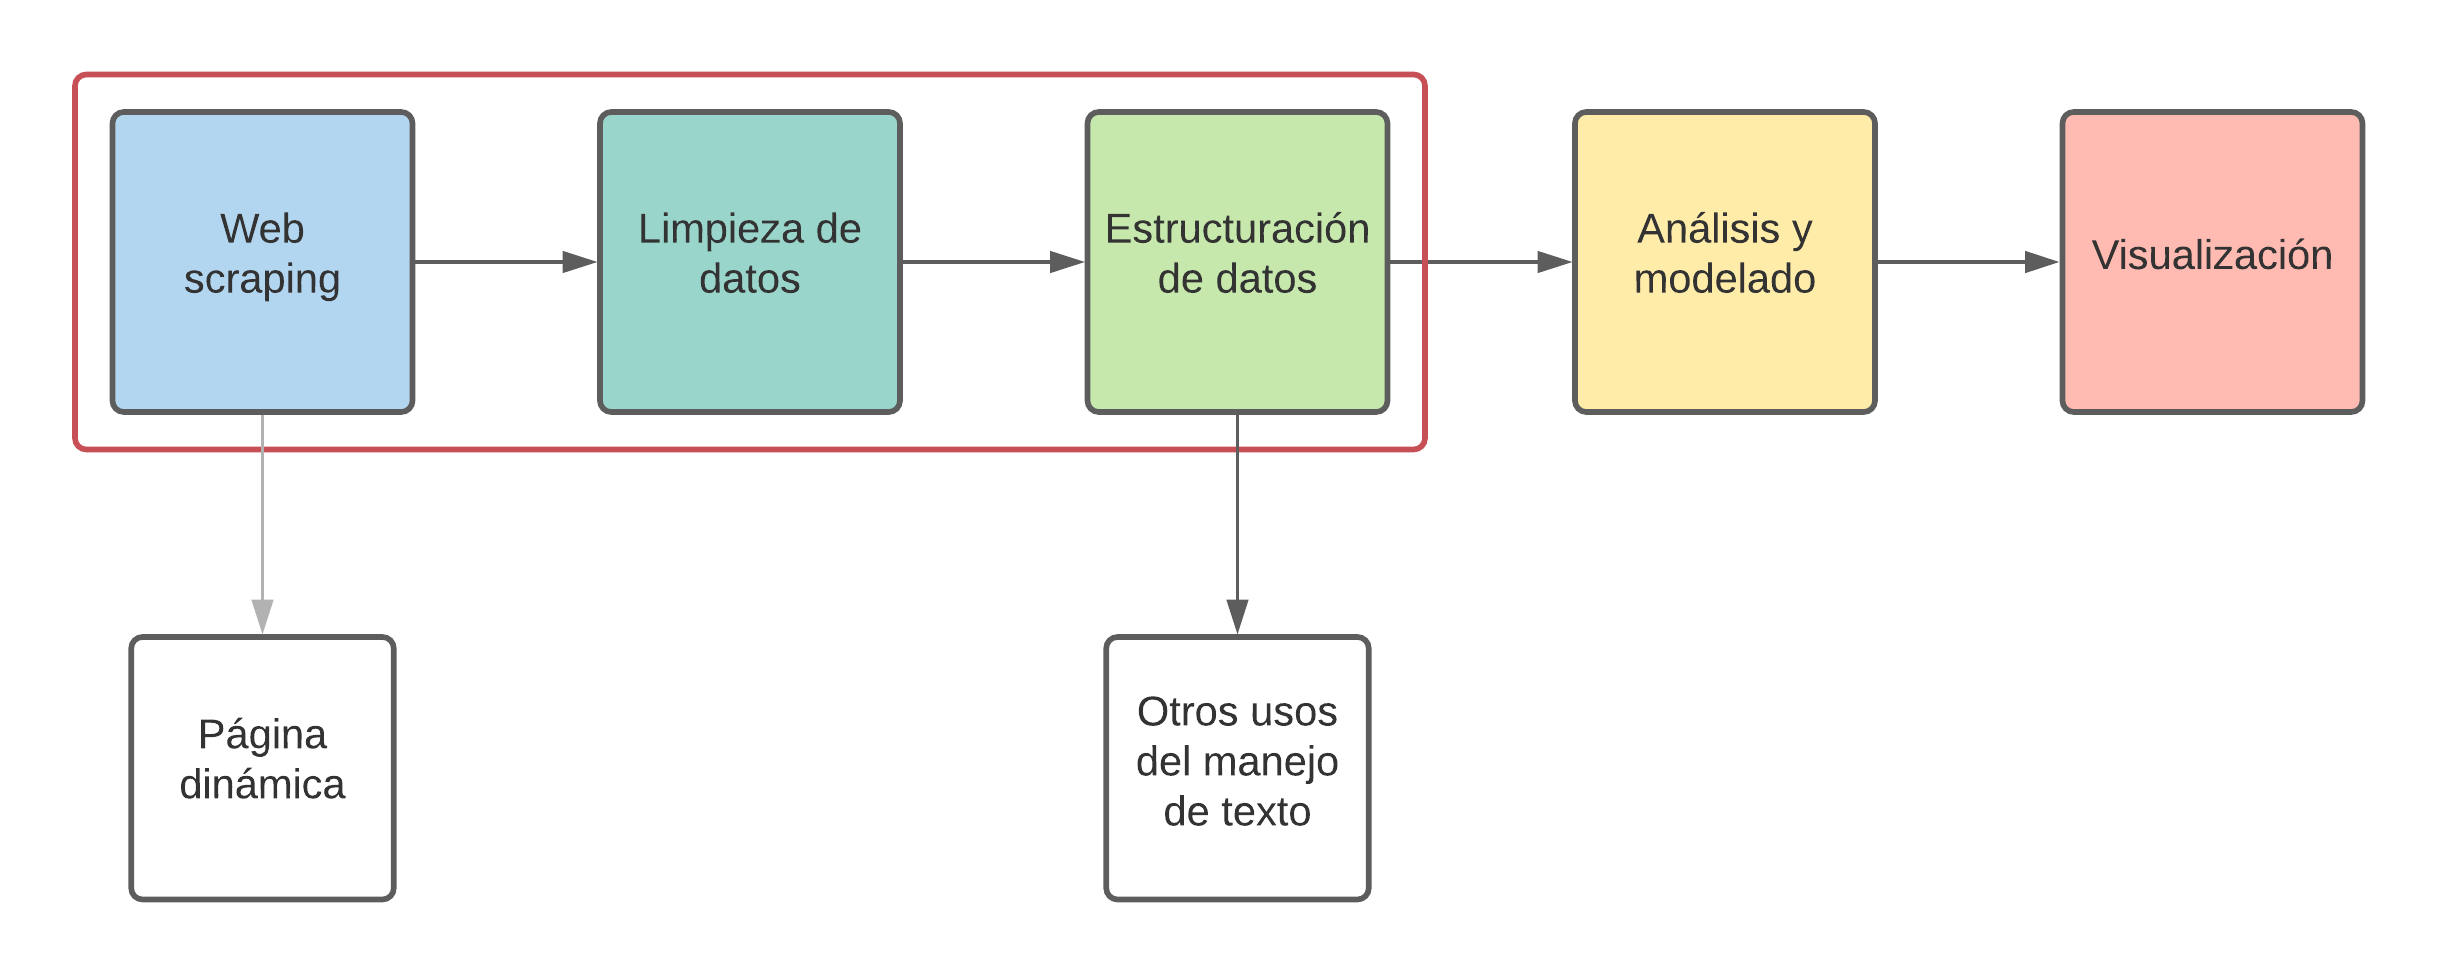 Web
scraping
Limpieza de
datos
Estructuración
de datos
Análisis y
modelado
Visualización
Página
dinámica
Otros usos
del manejo
de texto